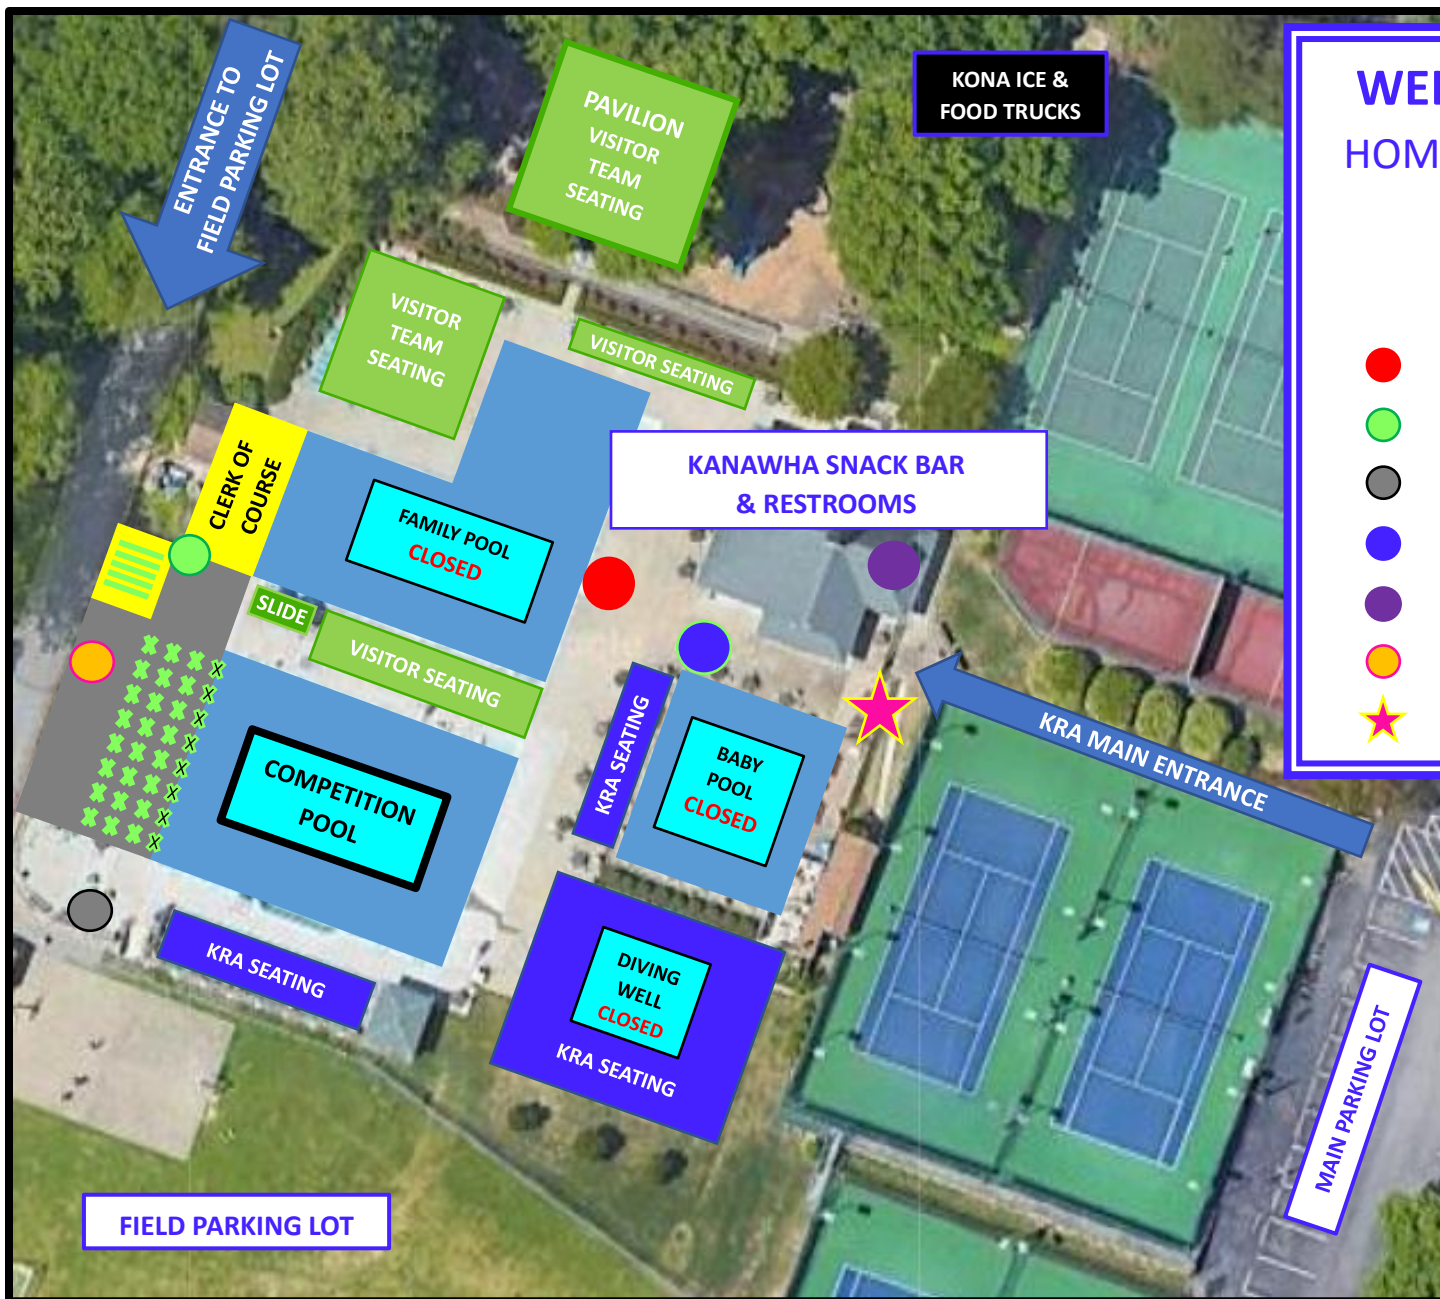 ENTRANCE TO
FIELD PARKING LOT
PAVILION
VISITOR
TEAM
SEATING
KONA ICE &
FOOD TRUCKS
WEL
HOM
VISITOR
TEAM
SEATING
VISITOR SEATING
CLERK OF
COURSE
KANAWHA SNACK BAR
& RESTROOMS
FAMILY POOL
CLOSED
SLIDE
VISITOR SEATING
KRA SEATING
BABY
POOL
CLOSED
KRA MAIN ENTRANCE
COMPETITION
POOL
X
X
X
X
X
X
X
X
KRA SEATING
DIVING
WELL
CLOSED
KRA SEATING
MAIN PARKING LOT
FIELD PARKING LOT